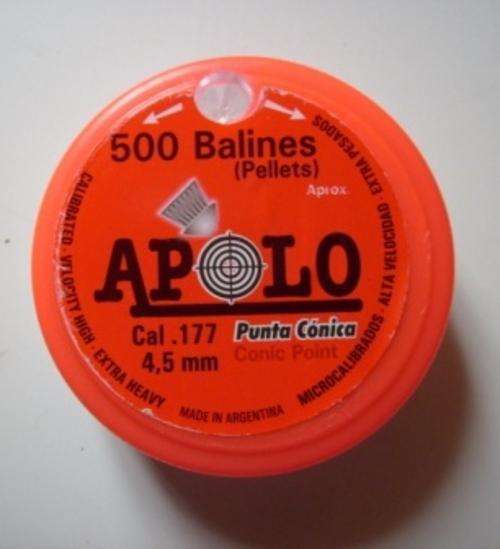 500 Balines
(Pellets)
Aprox.
APOLO
Cal .177
4,5 mm
Punta Cónica
Conic Point
CALIBRATED · VELOCITY HIGH · EXTRA HEAVY
MADE IN ARGENTINA
MICROCALIBRADOS · ALTA VELOCIDAD · EXTRA PESADOS